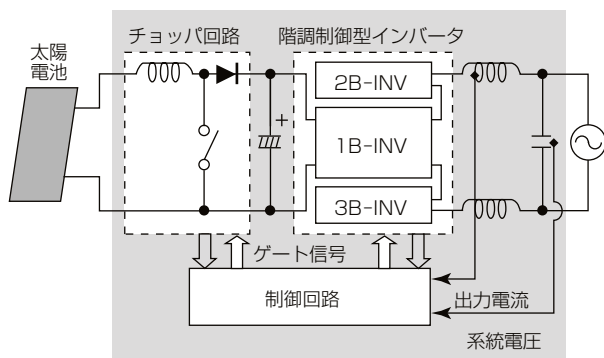 チョッパ回路
階調制御型インバータ
太陽
電池
2B-INV
1B-INV
3B-INV
+
ゲート信号
制御回路
出力電流
系統電圧